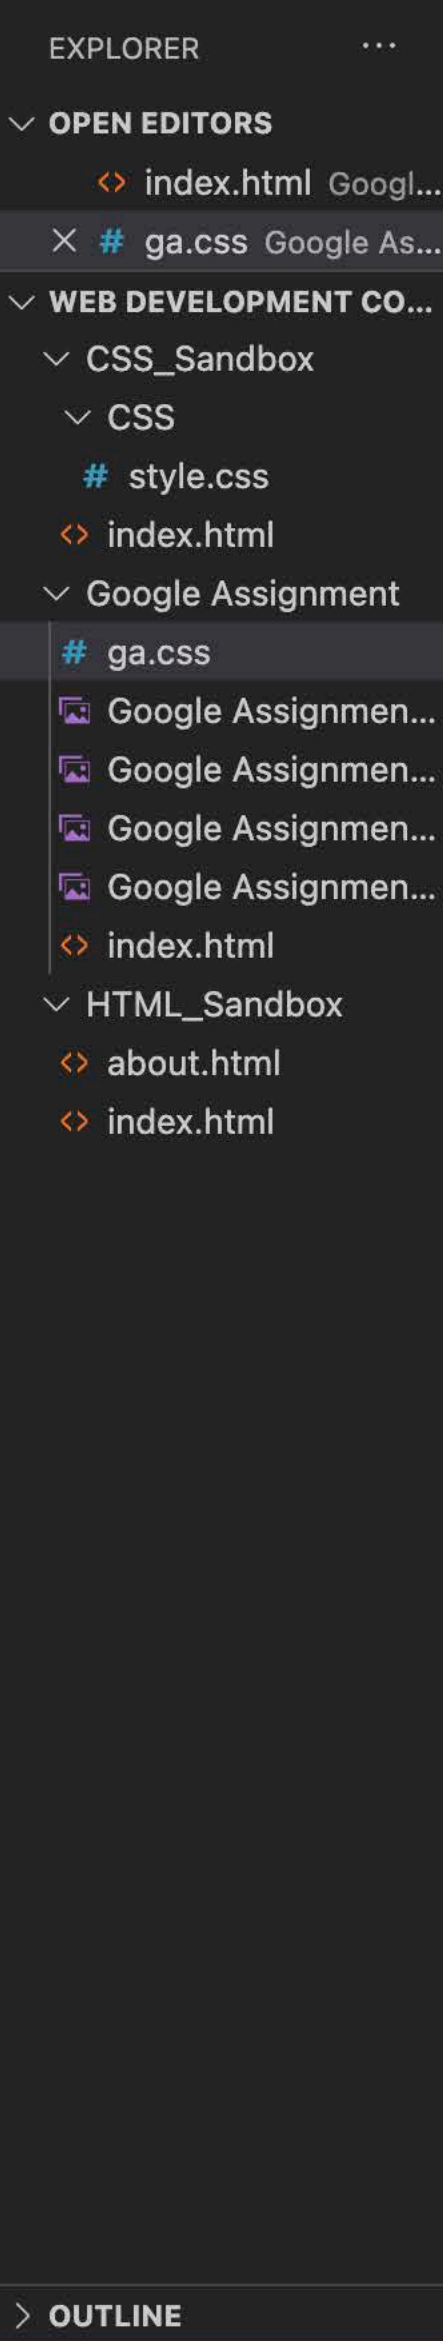 EXPLORER ...
OPEN EDITORS
index.html Googl...
# ga.css Google As...
WEB DEVELOPMENT CO...
CSS_Sandbox
CSS
# style.css
<> index.html
Google Assignment
# ga.css
Google Assignmen...
Google Assignmen...
Google Assignmen...
Google Assignmen...
<> index.html
HTML_Sandbox
<> about.html
<> index.html
OUTLINE